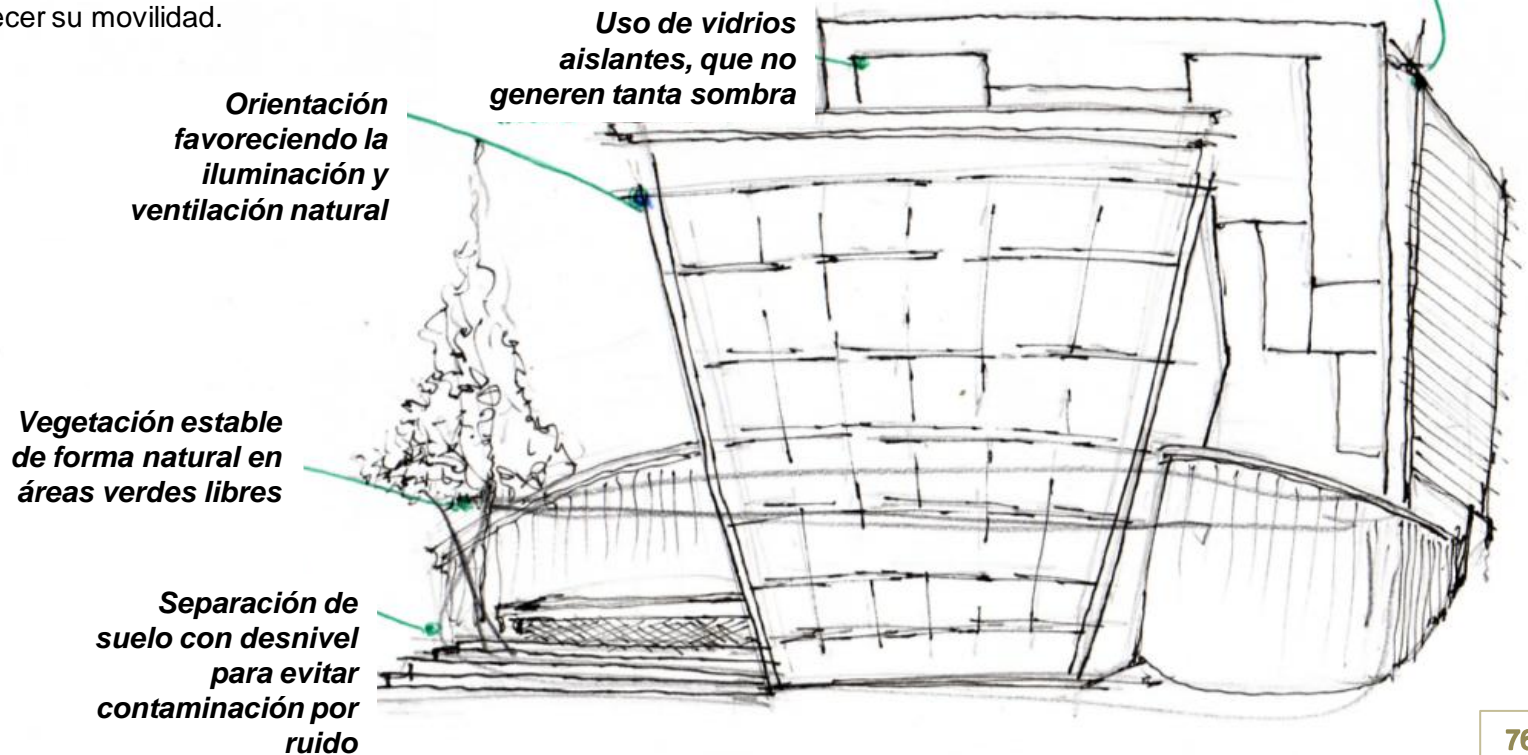 ecer su movilidad.
Uso de vidrios
aislantes, que no
generen tanta sombra
Orientación
favoreciendo la
iluminación y
ventilación natural
Vegetación estable
de forma natural en
áreas verdes libres
Separación de
suelo con desnivel
para evitar
contaminación por
ruido
76